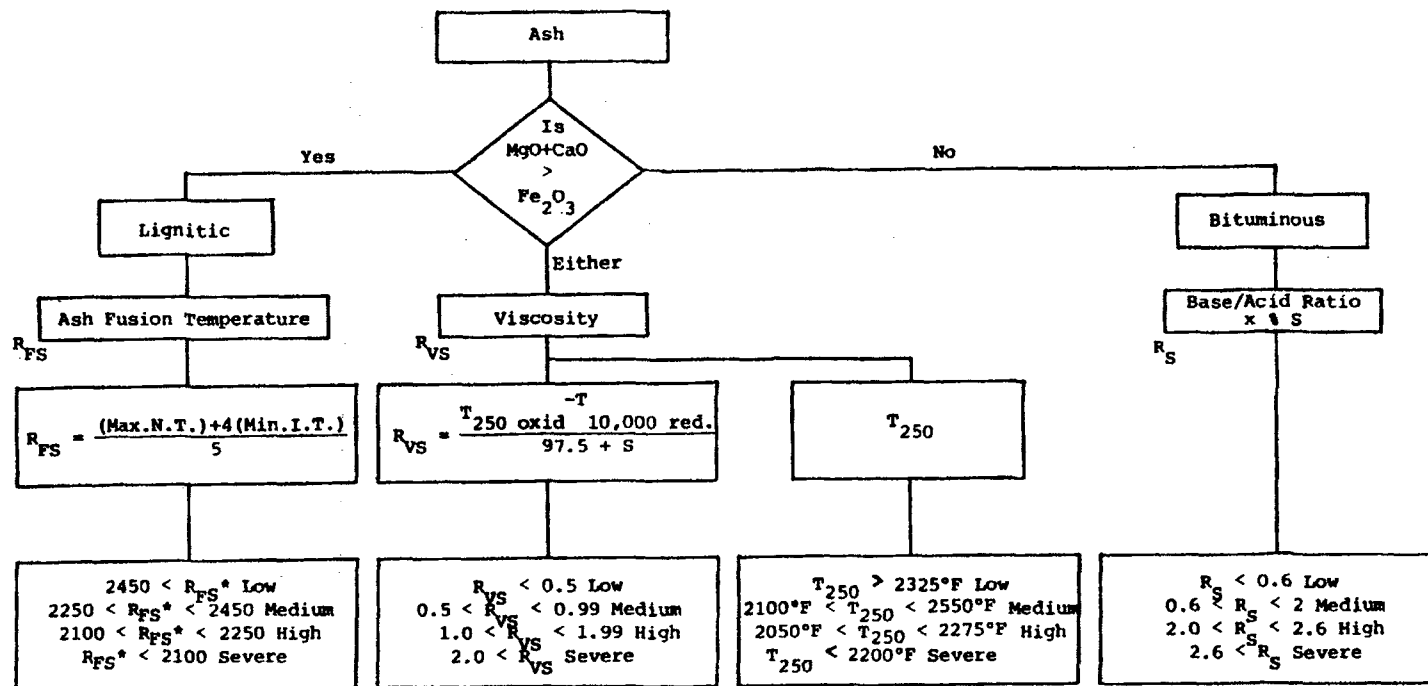 Ash
Is
MgO+CaO
>
Fe2O3
Yes
No
Either
Lignitic
Bituminous
Ash Fusion Temperature
Viscosity
Base/Acid Ratio
x % S
RFS
RVS
RS
RFS = (Max.N.T.)+4(Min.I.T.)
5
RVS = T250 oxid -T10,000 red.
97.5 + S
T250
2450 < RFS* Low
2250 < RFS* < 2450 Medium
2100 < RFS* < 2250 High
RFS* < 2100 Severe
RVS < 0.5 Low
0.5 < RVS < 0.99 Medium
1.0 < RVS < 1.99 High
2.0 < RVS Severe
T250 > 2325°F Low
2100°F < T250 < 2550°F Medium
2050°F < T250 < 2275°F High
T250 < 2200°F Severe
RS < 0.6 Low
0.6 < RS < 2 Medium
2.0 < RS < 2.6 High
2.6 < RS Severe